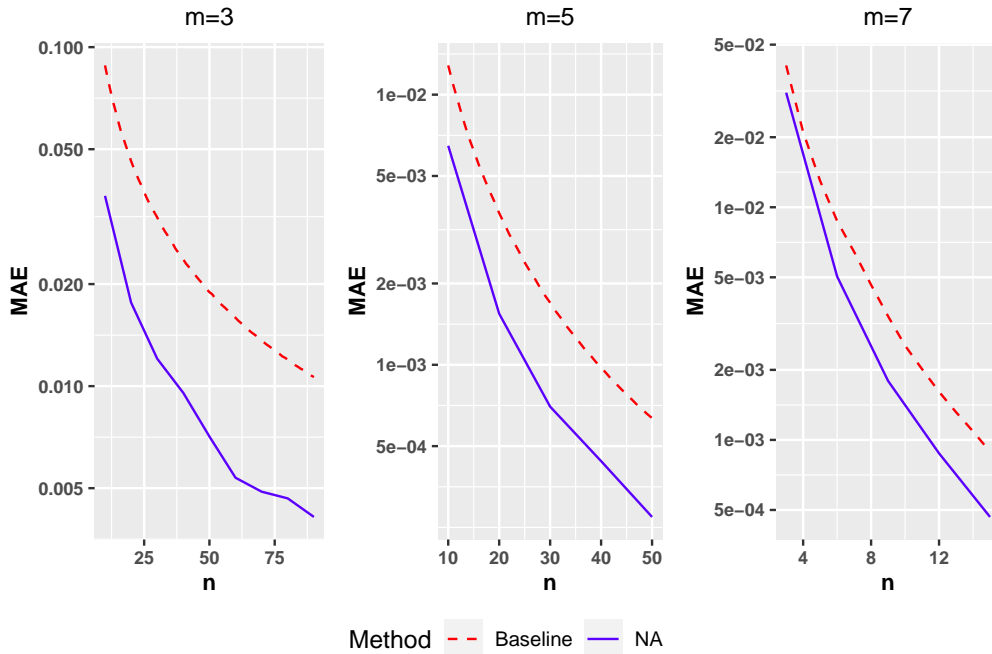 m=3
m=5
m=7
MAE
0.100
0.050
0.020
0.010
0.005
25
50
75
n
MAE
1e−02
5e−03
2e−03
1e−03
5e−04
10
20
30
40
50
n
MAE
5e−02
2e−02
1e−02
5e−03
2e−03
1e−03
5e−04
4
8
12
n
Method
Baseline
NA